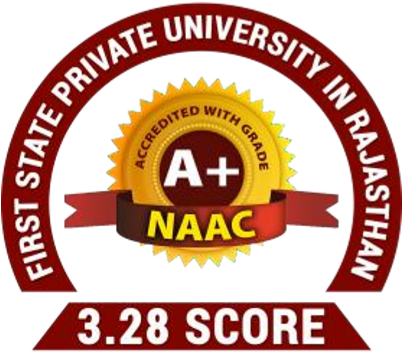 FIRST STATE PRIVATE UNIVERSITY IN RAJASTHAN
ACCREDITED WITH GRADE
A+
NAAC
3.28 SCORE